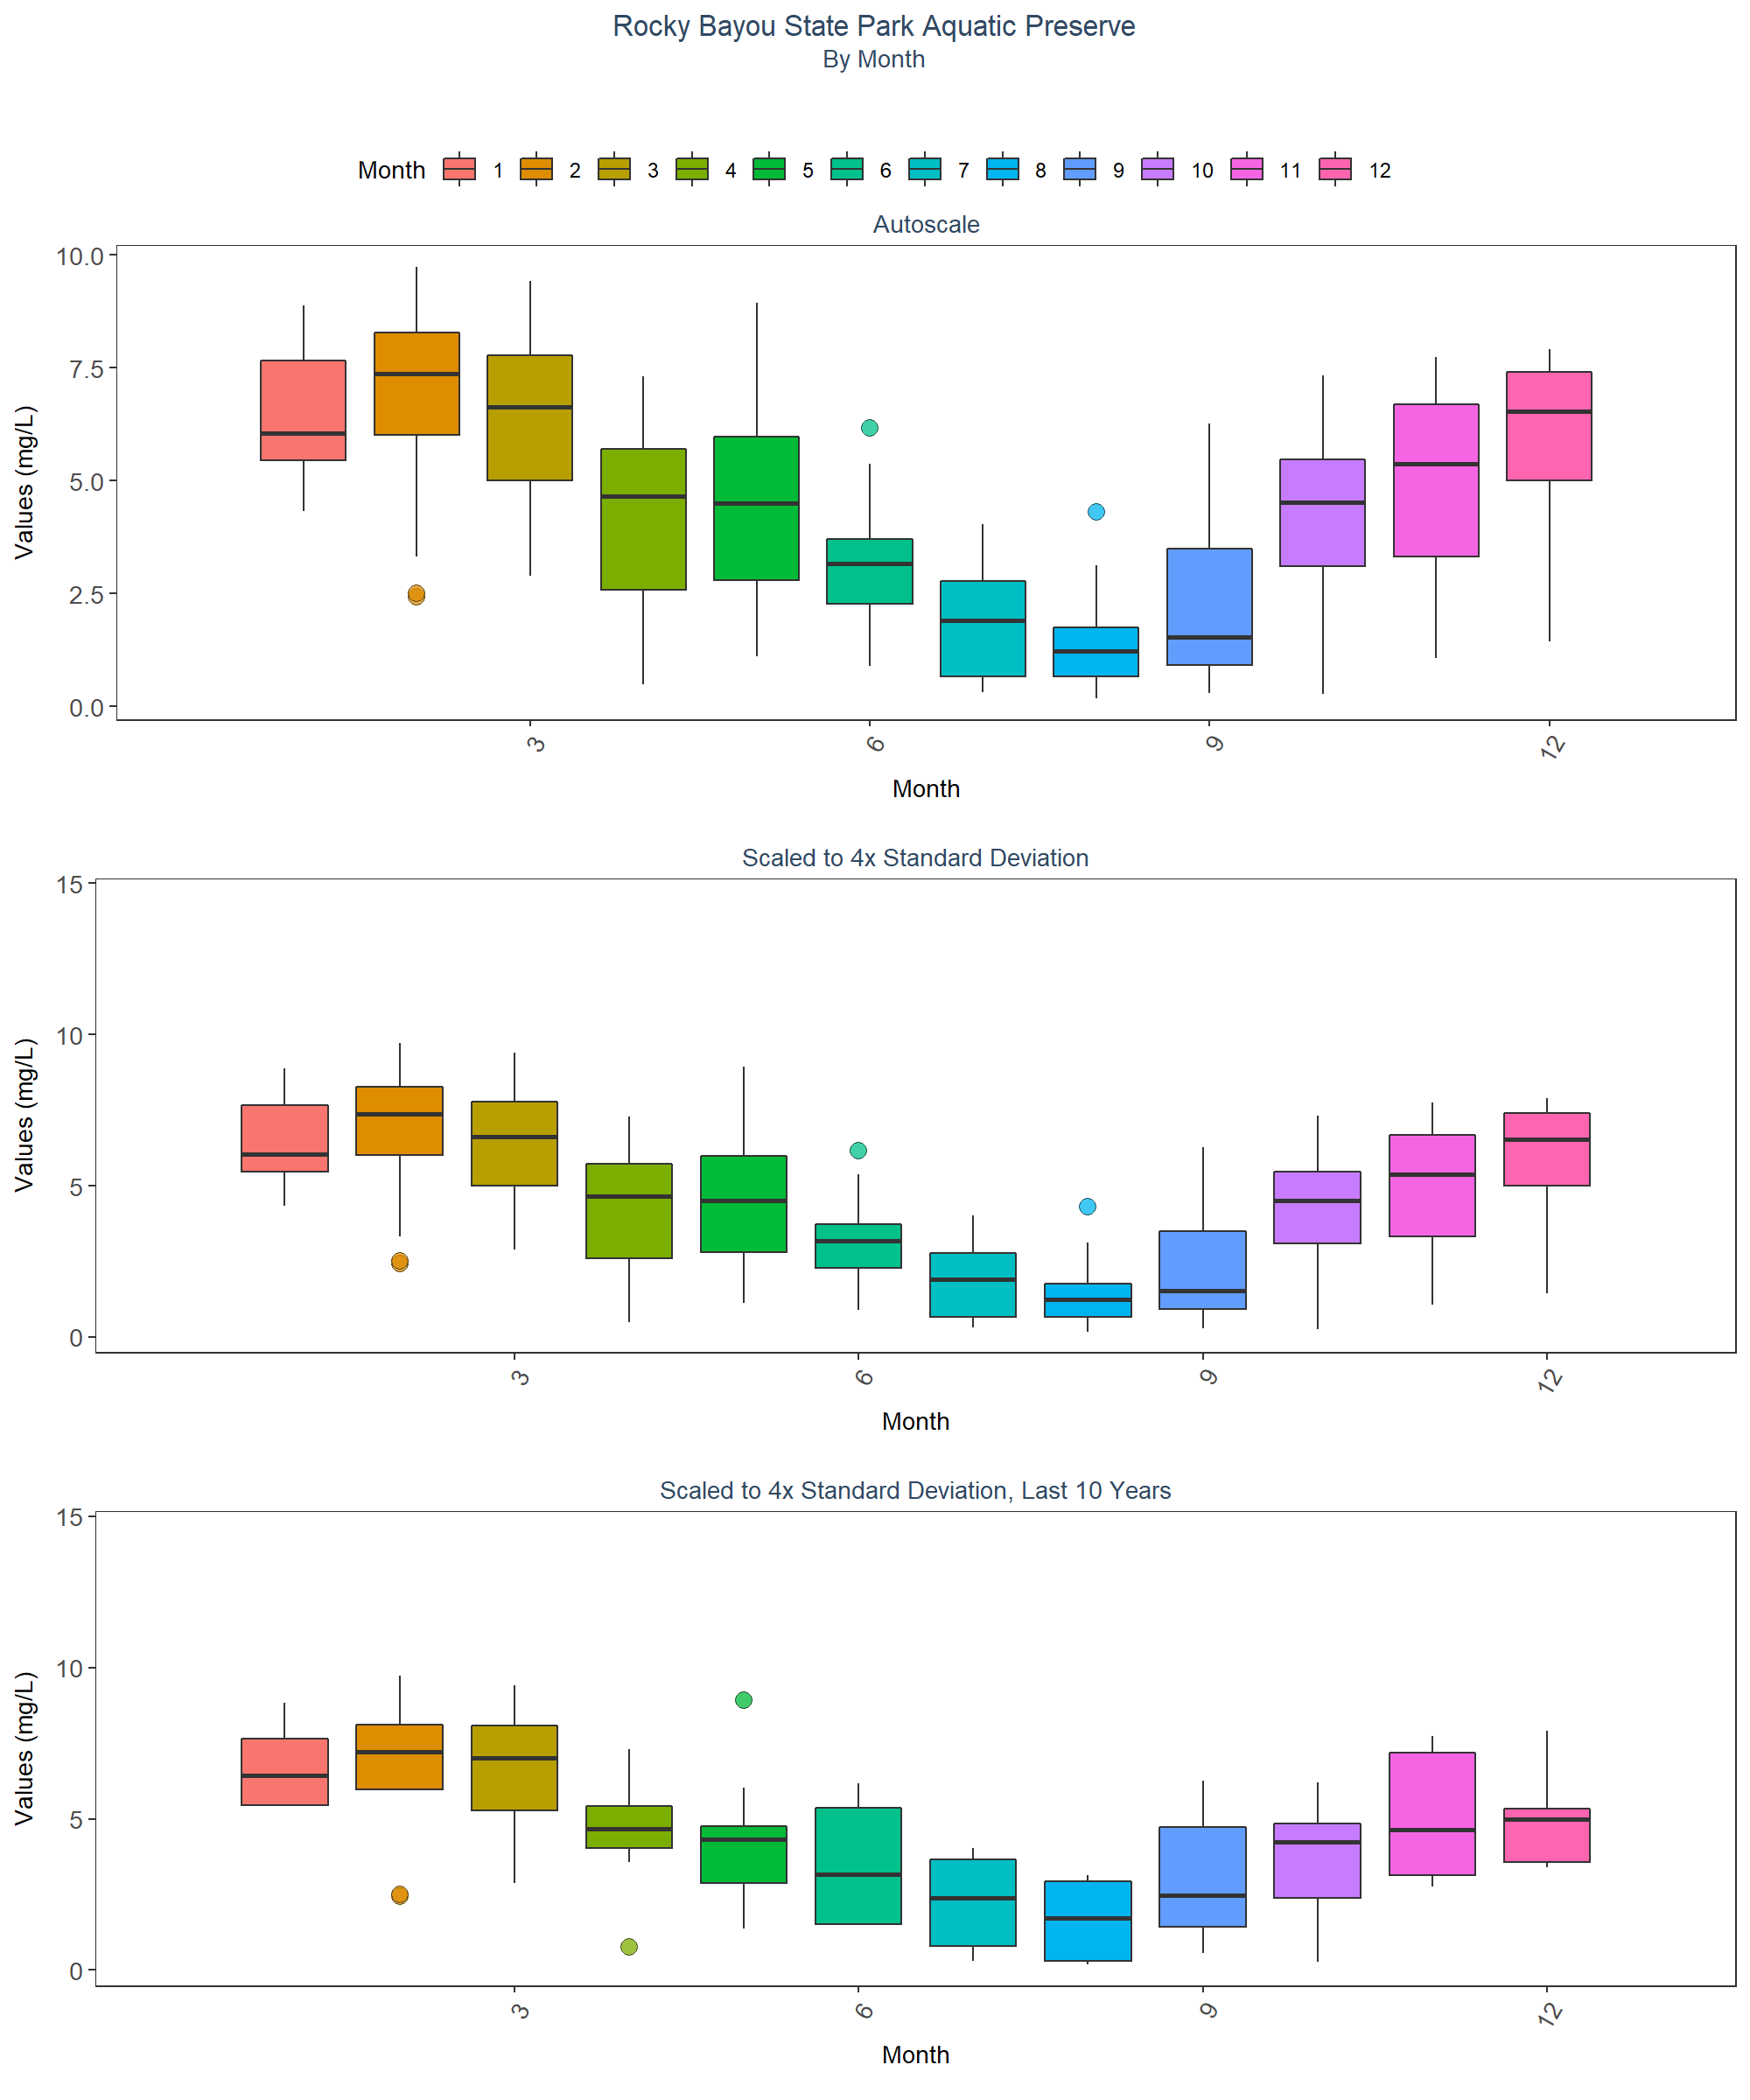 Rocky Bayou State Park Aquatic Preserve
By Month
Month 1 2 3 4 5 6 7 8 9 10 11 12
Autoscale
Values (mg/L)
10.0
7.5
5.0
2.5
0.0
3 6 9 12
Month
Scaled to 4x Standard Deviation
Values (mg/L)
15
10
5
0
3 6 9 12
Month
Scaled to 4x Standard Deviation, Last 10 Years
Values (mg/L)
15
10
5
0
3 6 9 12
Month